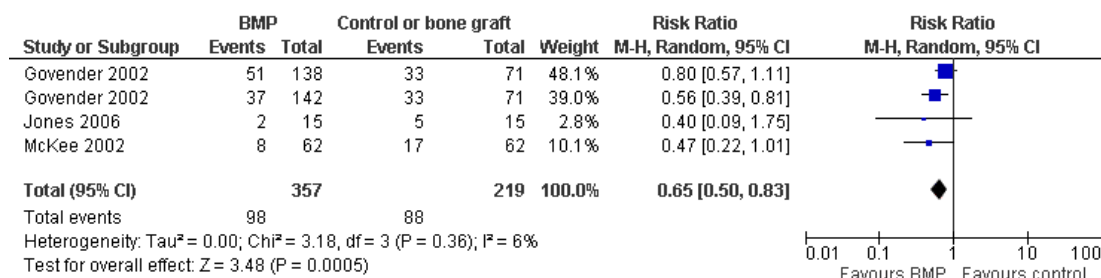 BMP Control or bone graft Risk Ratio Risk Ratio
Study or Subgroup Events Total Events Total Weight M-H, Random, 95% CI M-H, Random, 95% CI
Govender 2002 51 138 33 71 48.1% 0.80 [0.57, 1.11]
Govender 2002 37 142 33 71 39.0% 0.56 [0.39, 0.81]
Jones 2006 2 15 5 15 2.8% 0.40 [0.09, 1.75]
McKee 2002 8 62 17 62 10.1% 0.47 [0.22, 1.01]
Total (95% CI) 357 219 100.0% 0.65 [0.50, 0.83]
Total events 98 88
Heterogeneity: Tau² = 0.00; Chi² = 3.18, df = 3 (P = 0.36); I² = 6%
Test for overall effect: Z = 3.48 (P = 0.0005)
0.01 0.1 1 10 100
Favours BMP Favours control